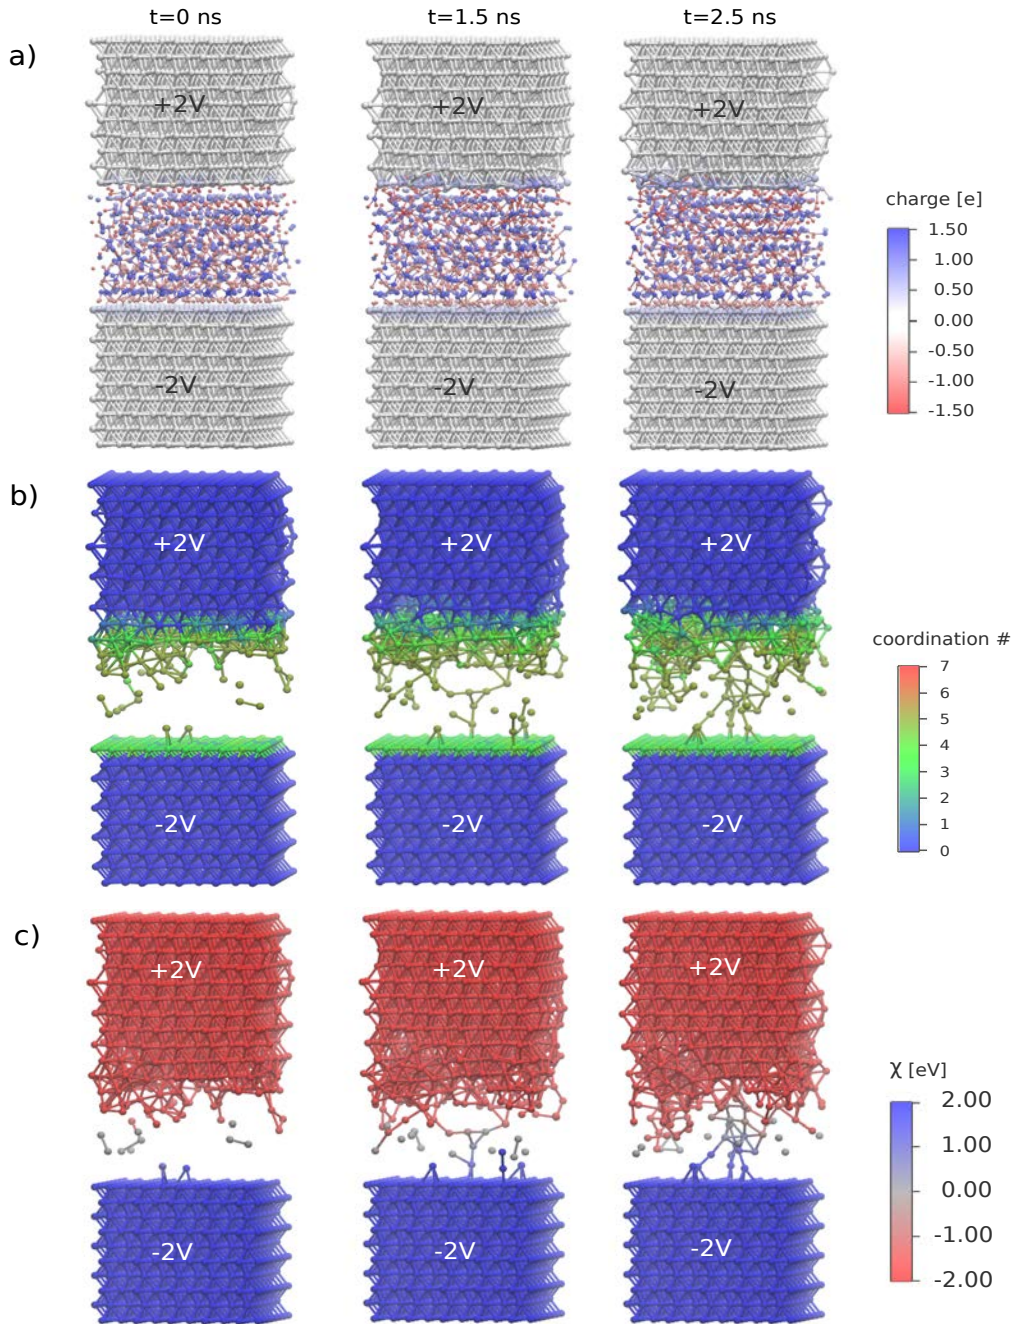 t=0 ns t=1.5 ns t=2.5 ns
a)
+2V +2V +2V
-2V -2V -2V
charge [e]
1.50
1.00
0.50
0.00
-0.50
-1.00
-1.50
b)
+2V +2V +2V
-2V -2V -2V
coordination #
7
6
5
4
3
2
1
0
c)
+2V +2V +2V
-2V -2V -2V
χ [eV]
2.00
1.00
0.00
-1.00
-2.00